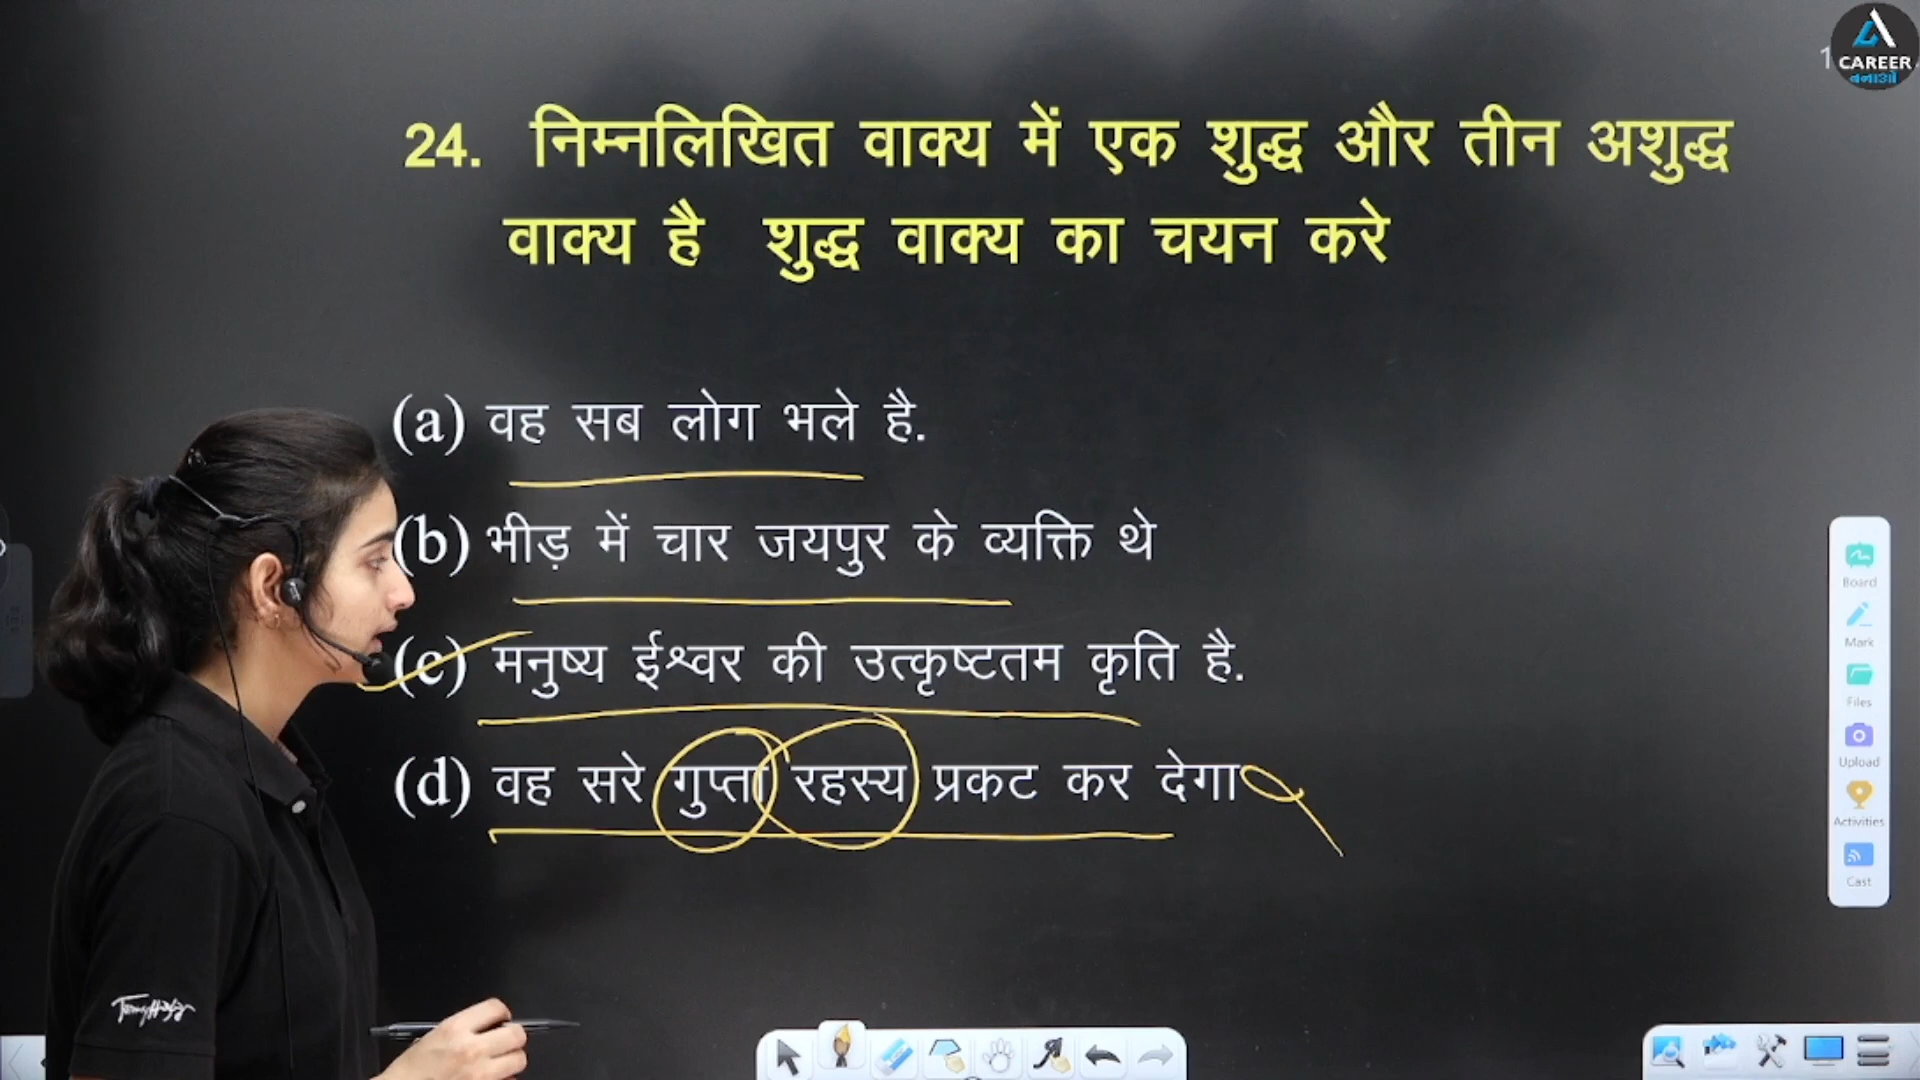 CAREER
बनाओ
24. निम्नलिखित वाक्य में एक शुद्ध और तीन अशुद्ध
वाक्य है शुद्ध वाक्य का चयन करे
(a) वह सब लोग भले है.
(b) भीड़ में चार जयपुर के व्यक्ति थे
(c) मनुष्य ईश्वर की उत्कृष्टतम कृति है.
(d) वह सरे गुप्ता रहस्य प्रकट कर देगा
Board
Mark
Files
Upload
Activities
Cast